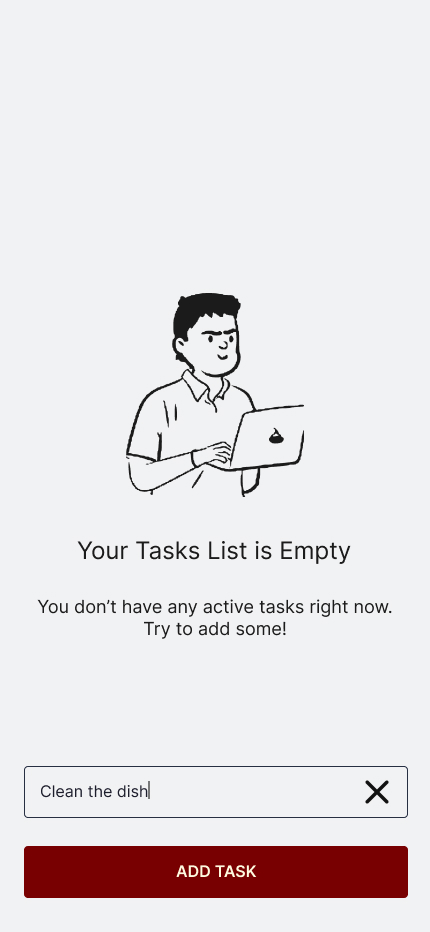 Your Tasks List is Empty
You don’t have any active tasks right now.
Try to add some!
Clean the dish
ADD TASK